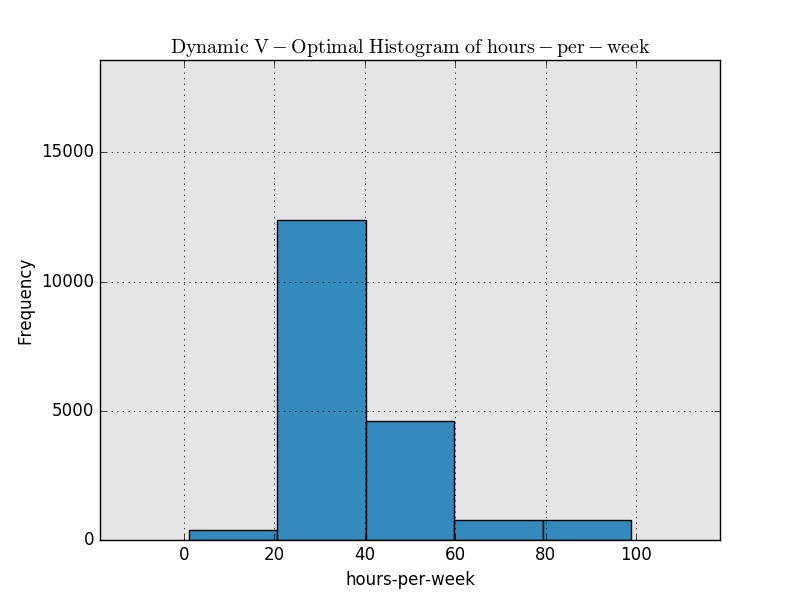 Dynamic V − Optimal Histogram of hours − per − week
15000
10000
5000
0
Frequency
0 20 40 60 80 100
hours-per-week